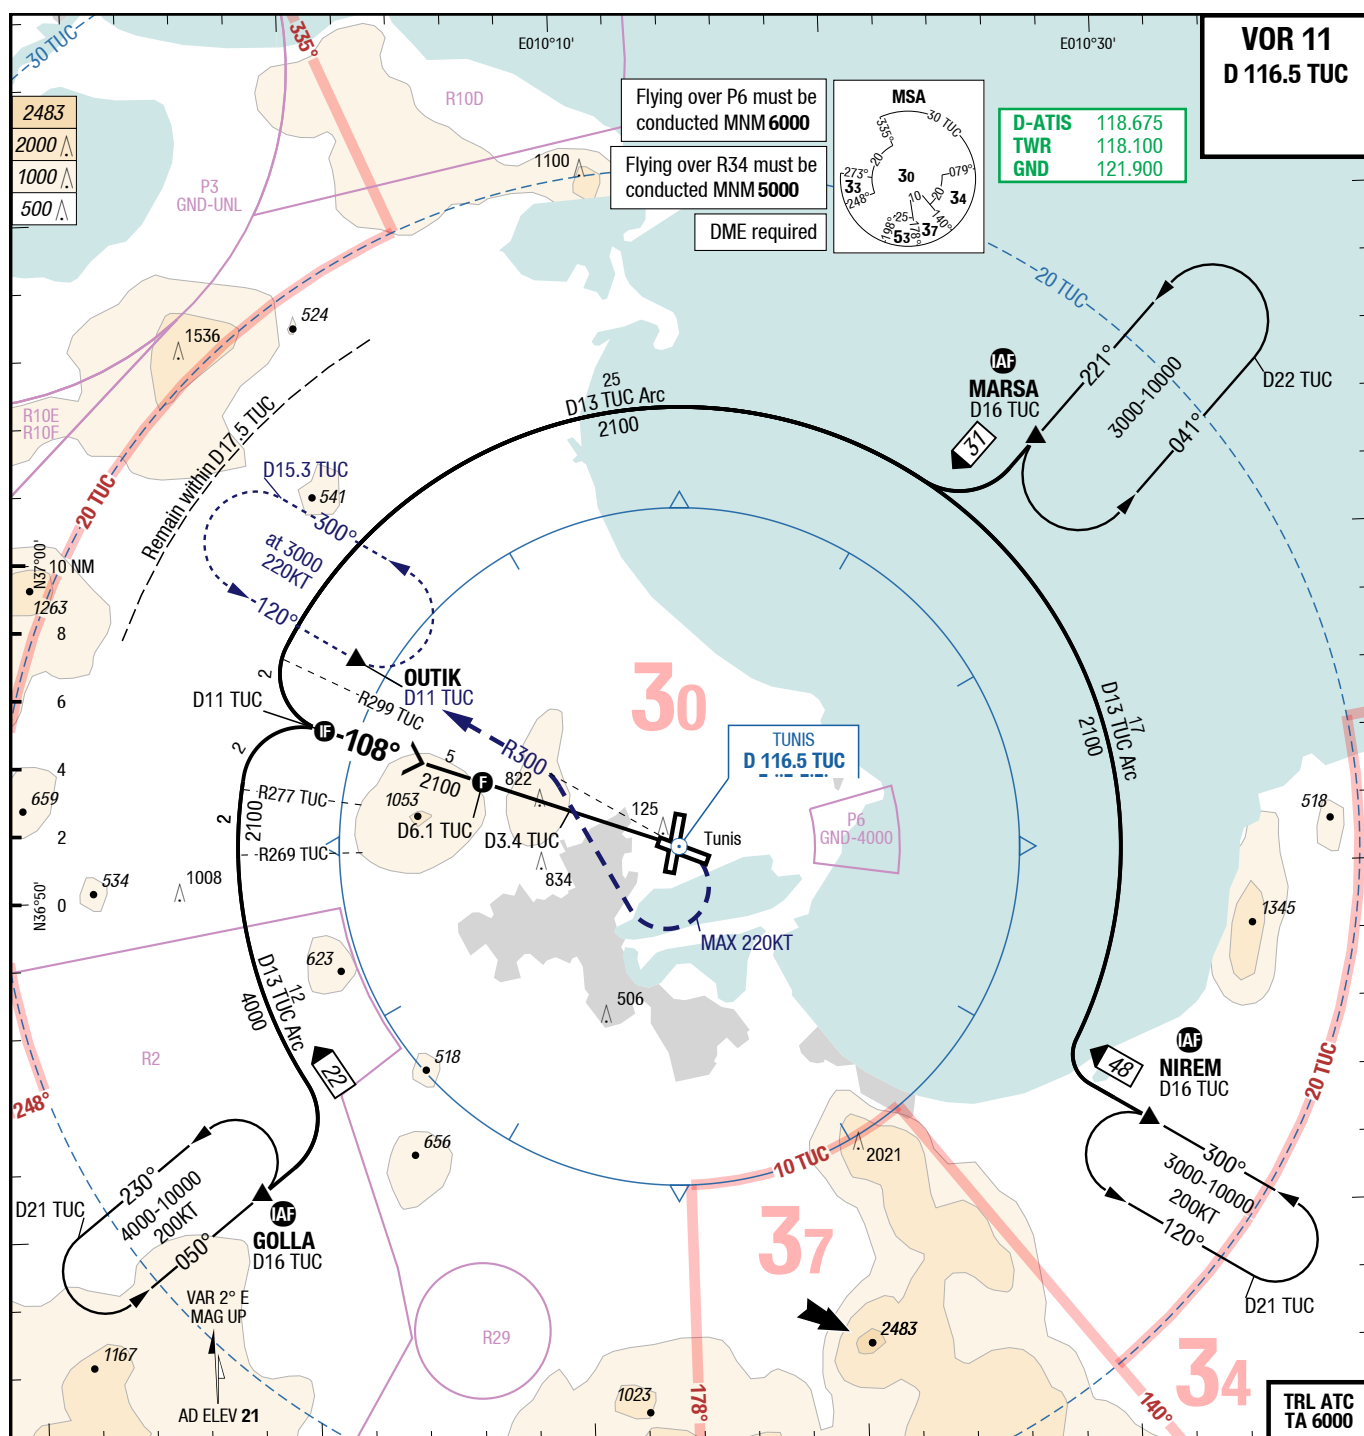 VOR 11
D 116.5 TUC
30 TUC
335°
E010°10'
E010°30'
2483
2000
1000
500
R10D
P3
GND-UNL
1100
Flying over P6 must be
conducted MNM 6000
Flying over R34 must be
conducted MNM 5000
DME required
MSA
335°
30 TUC
20
273°
33
248°
30
079°
20
34
10
25
140°
198°
53
178°
37
D-ATIS 118.675
TWR 118.100
GND 121.900
20 TUC
524
1536
R10E
R10F
Remain within D17.5 TUC
20 TUC
25
D13 TUC Arc
2100
IAF
MARSA
D16 TUC
31
221°
3000-10000
041°
D22 TUC
D15.3 TUC
541
300°
at 3000
220KT
120°
N37°00'
10 NM
1263
8
6
4
2
0
N36°50'
2
OUTIK
D11 TUC
R299 TUC
D11 TUC
IF
108°
5
2100
F
822
R300
30
TUNIS
D 116.5 TUC
17
D13 TUC Arc
2100
659
2
R277 TUC
1053
D6.1 TUC
D3.4 TUC
125
Tunis
P6
GND-4000
518
2
2100
R269 TUC
834
534
1008
1345
MAX 220KT
623
12
D13 TUC Arc
4000
506
R2
22
518
IAF
NIREM
D16 TUC
48
20 TUC
248°
656
10 TUC
2021
300°
3000-10000
200KT
120°
D21 TUC
230°
4000-10000
200KT
050°
D21 TUC
IAF
GOLLA
D16 TUC
37
VAR 2° E
MAG UP
R29
2483
1167
1023
178°
34
140°
AD ELEV 21
TRL ATC
TA 6000